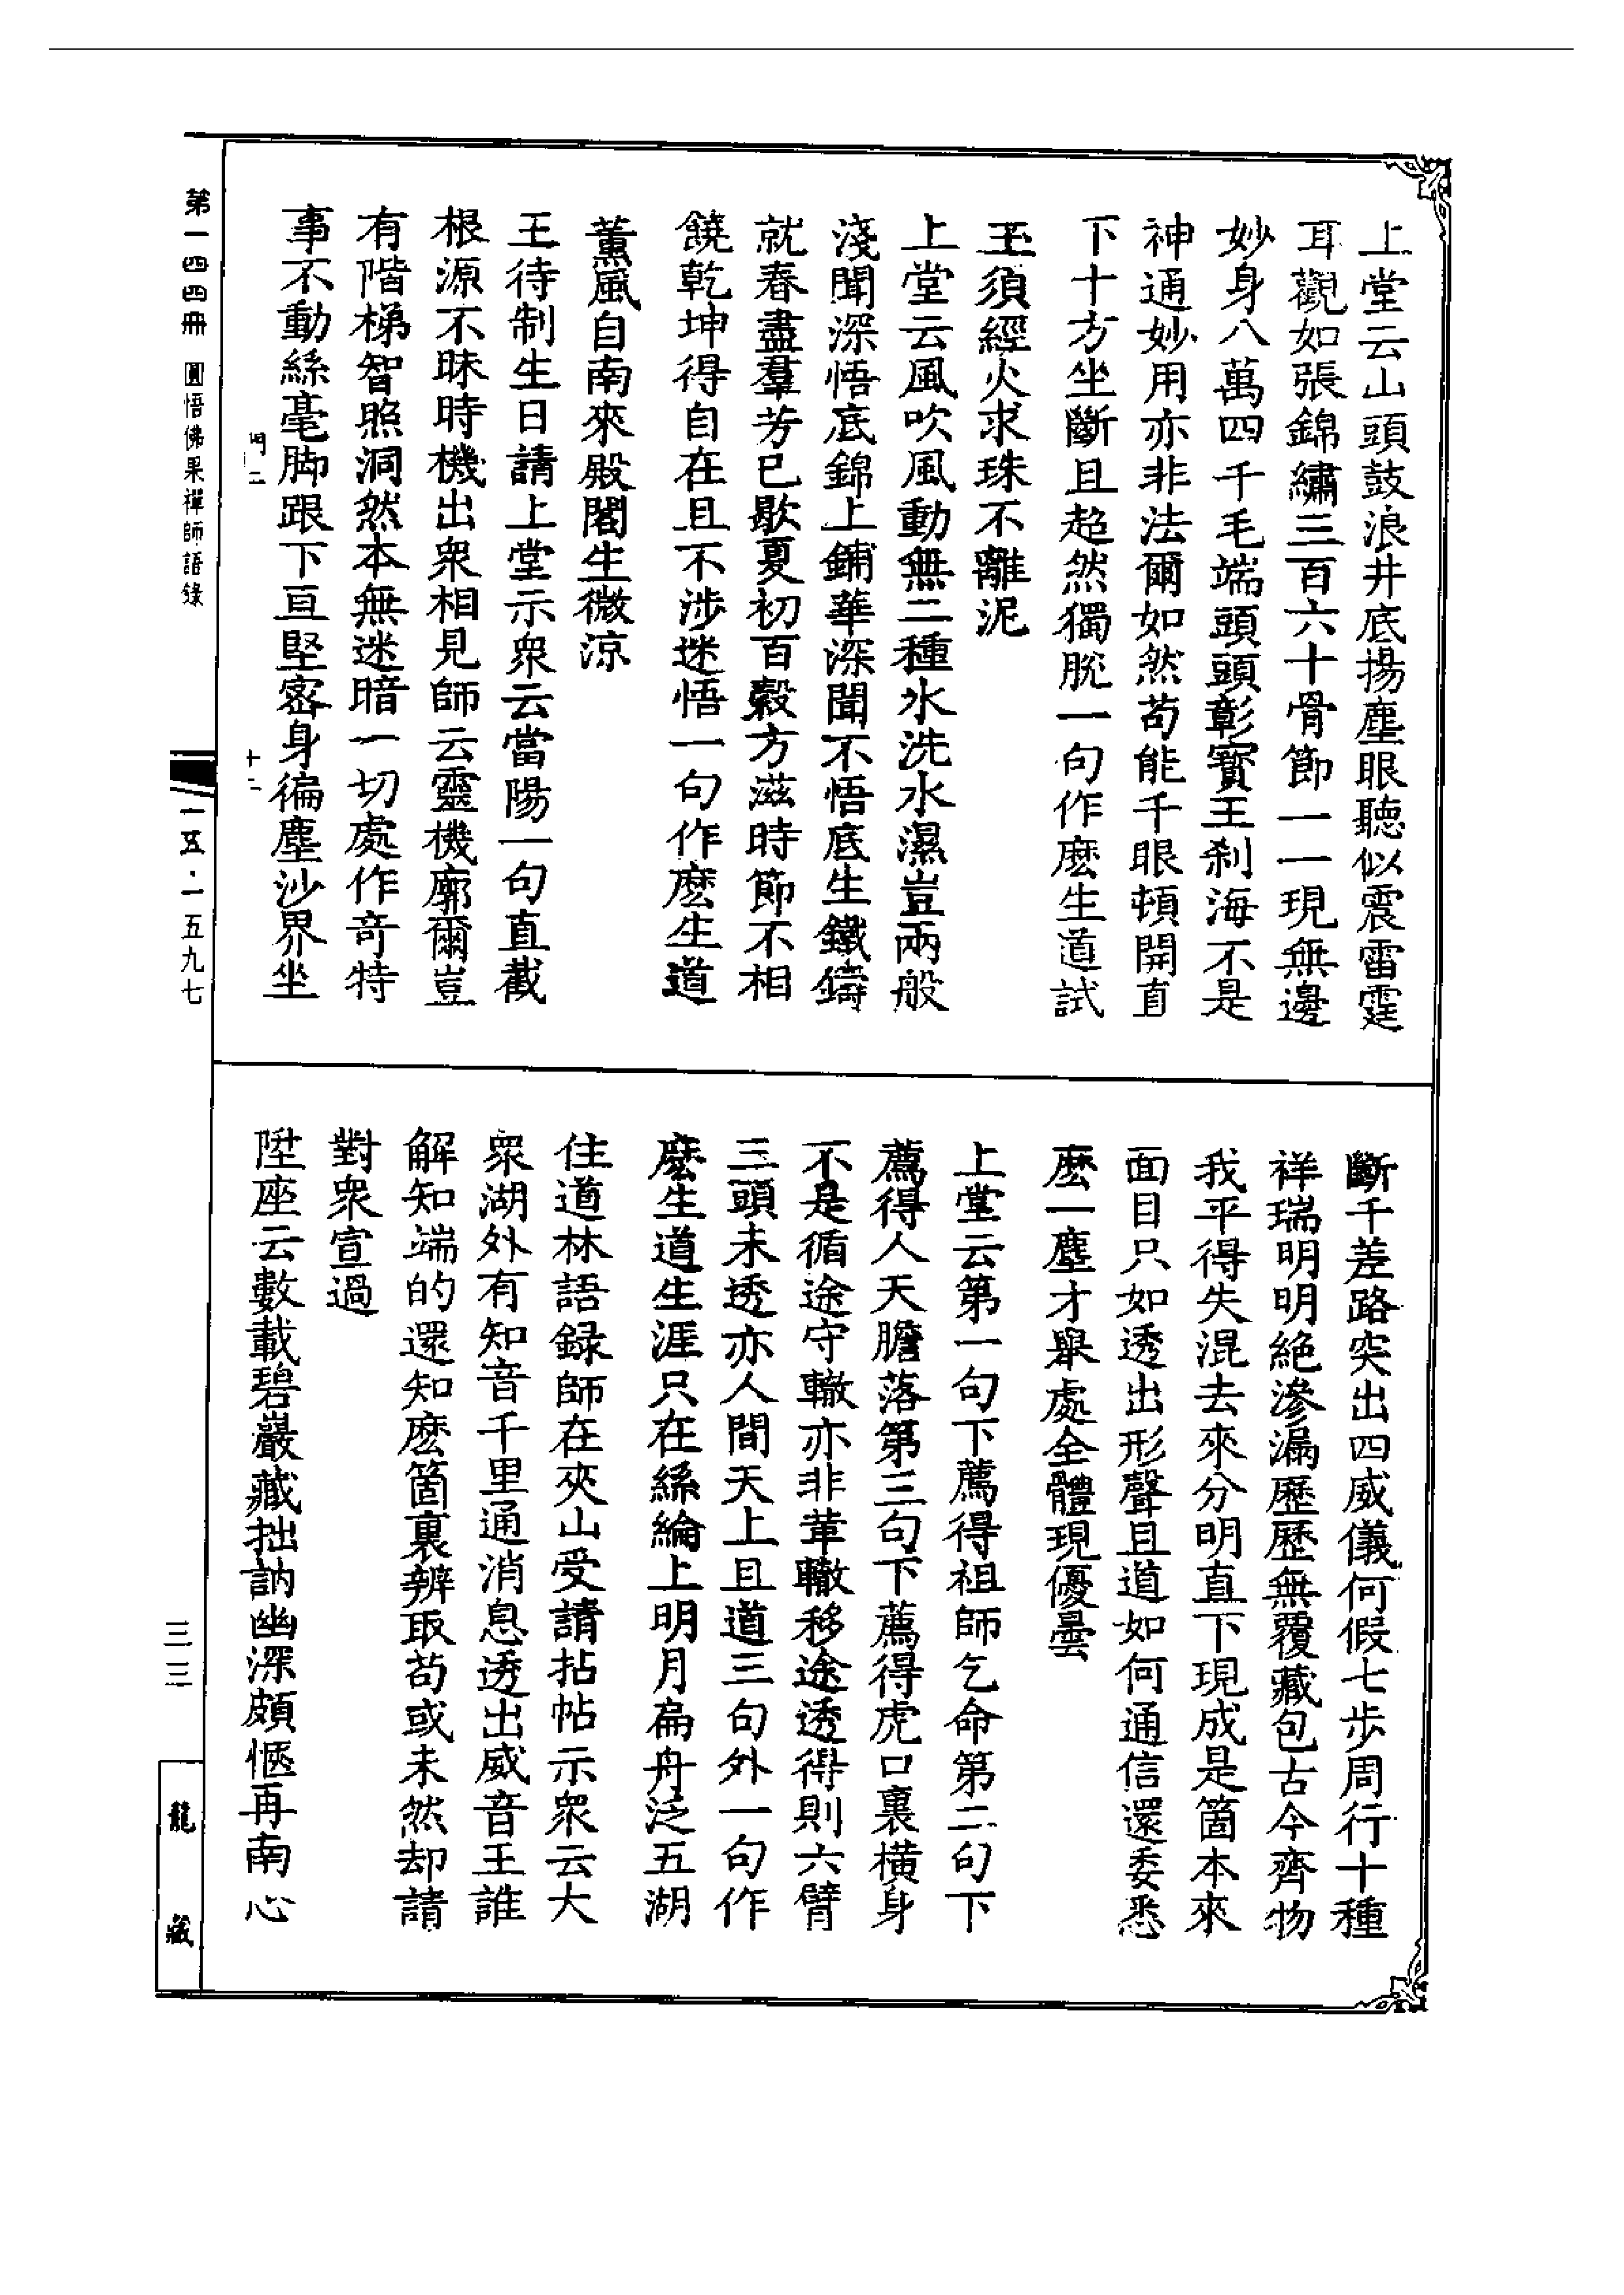 上堂云山頭鼓浪井底揚塵眼聽似震雷霆
耳觀如張錦繡三百六十骨節一一現無邊
妙身八萬四千毛端頭頭彰寶王剎海不是
神通妙用亦非法爾如然苟能千眼頓開直
下十方坐斷且超然獨脫一句作麽生道試
玉須經火求珠不離泥
上堂云風吹風動無二種水洗水濕豈兩般
淺聞深悟底錦上鋪華深聞不悟底生鐵鑄
就春盡羣芳已歇夏初百穀方滋時節不相
饒乾坤得自在且不涉迷悟一句作麽生道
薰風自南來殿閣生微涼
王待制生日請上堂示衆云當陽一句直截
根源不昧時機出衆相見師云靈機廓爾豈
有階梯智照洞然本無迷暗一切處作竒特
事不動絲毫脚跟下亘堅密身徧塵沙界坐
斷千差路突出四威儀何假七步周行十種
祥瑞明明絕滲漏歷歷無覆藏包古今齊物
我平得失混去來分明直下現成是箇本來
面目只如透出形聲且道如何通信還委悉
麽一塵才舉處全體現優曇
上堂云第一句下薦得祖師乞命第二句下
薦得人天膽落第三句下薦得虎口裏橫身
不是循途守轍亦非革轍移途透得則六臂
三頭未透亦人間天上且道三句外一句作
麽生道生涯只在絲綸上明月扁舟泛五湖
住道林語録師在夾山受請拈帖示衆云大
衆湖外有知音千里通消息透出威音王誰
解知端的還知麽箇裏辨取苟或未然却請
對衆宣過
陞座云數載碧巖藏拙訥幽深頗愜再南心
第一四四冊 圓悟佛果禪師語錄
一五·一五九七
三三
龍藏